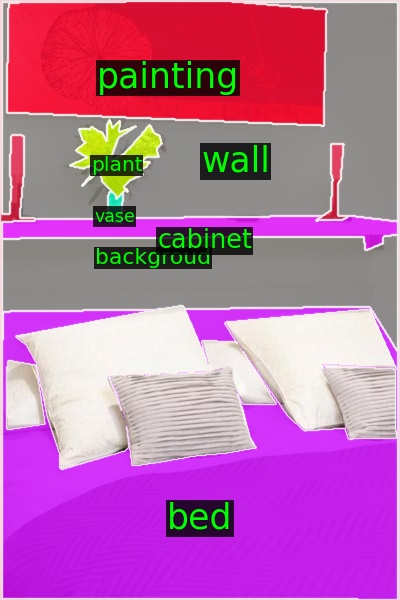 painting
plant
wall
vase
cabinet
backgroud
bed